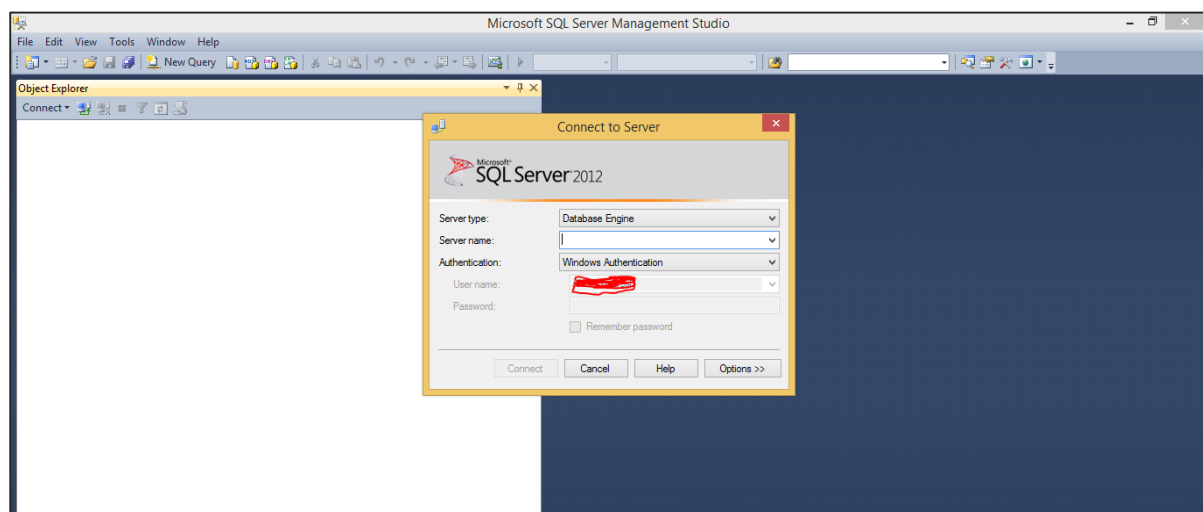 Microsoft SQL Server Management Studio
File Edit View Tools Window Help
New Query
Object Explorer
Connect
Connect to Server
Microsoft
SQL Server 2012
Server type: Database Engine
Server name:
Authentication: Windows Authentication
User name:
Password:
Remember password
Connect Cancel Help Options >>